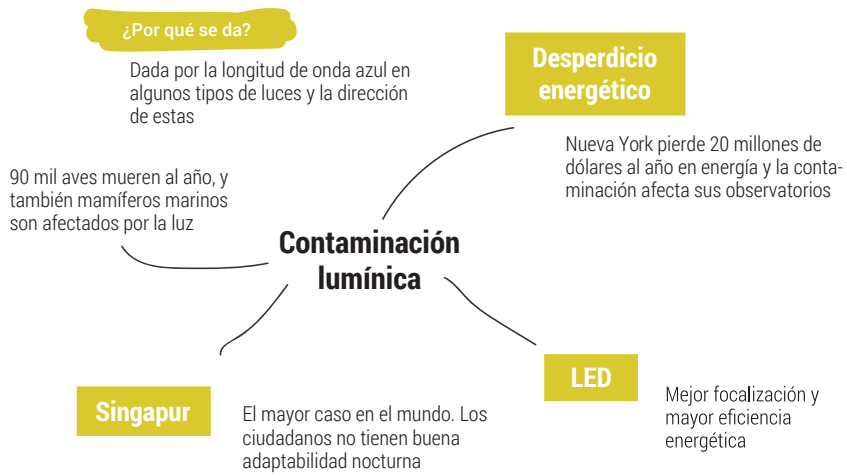 ¿Por qué se da?
Dada por la longitud de onda azul en
algunos tipos de luces y la dirección
de estas
Desperdicio
energético
Nueva York pierde 20 millones de
dólares al año en energía y la conta-
minación afecta sus observatorios
90 mil aves mueren al año, y
también mamíferos marinos
son afectados por la luz
Contaminación
lumínica
Singapur
El mayor caso en el mundo. Los
ciudadanos no tienen buena
adaptabilidad nocturna
LED
Mejor focalización y
mayor eficiencia
energética